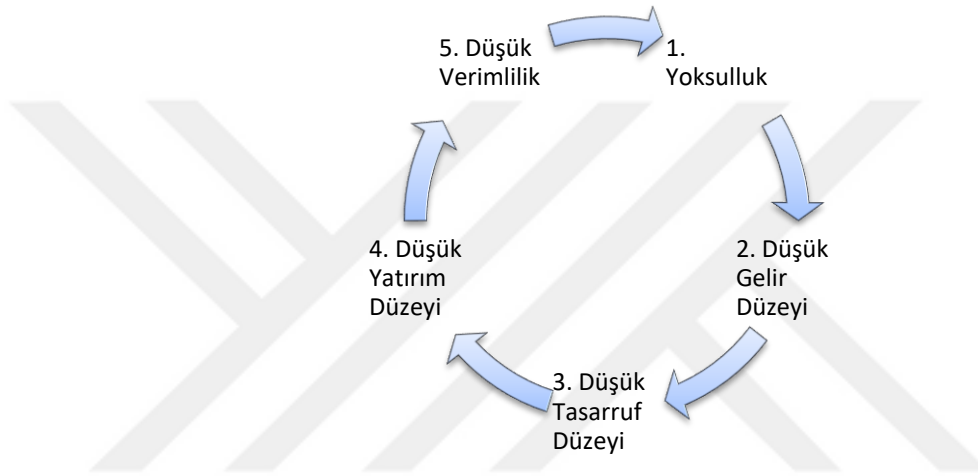 1.
Yoksulluk
2. Düşük
Gelir
Düzeyi
3. Düşük
Tasarruf
Düzeyi
4. Düşük
Yatırım
Düzeyi
5. Düşük
Verimlilik